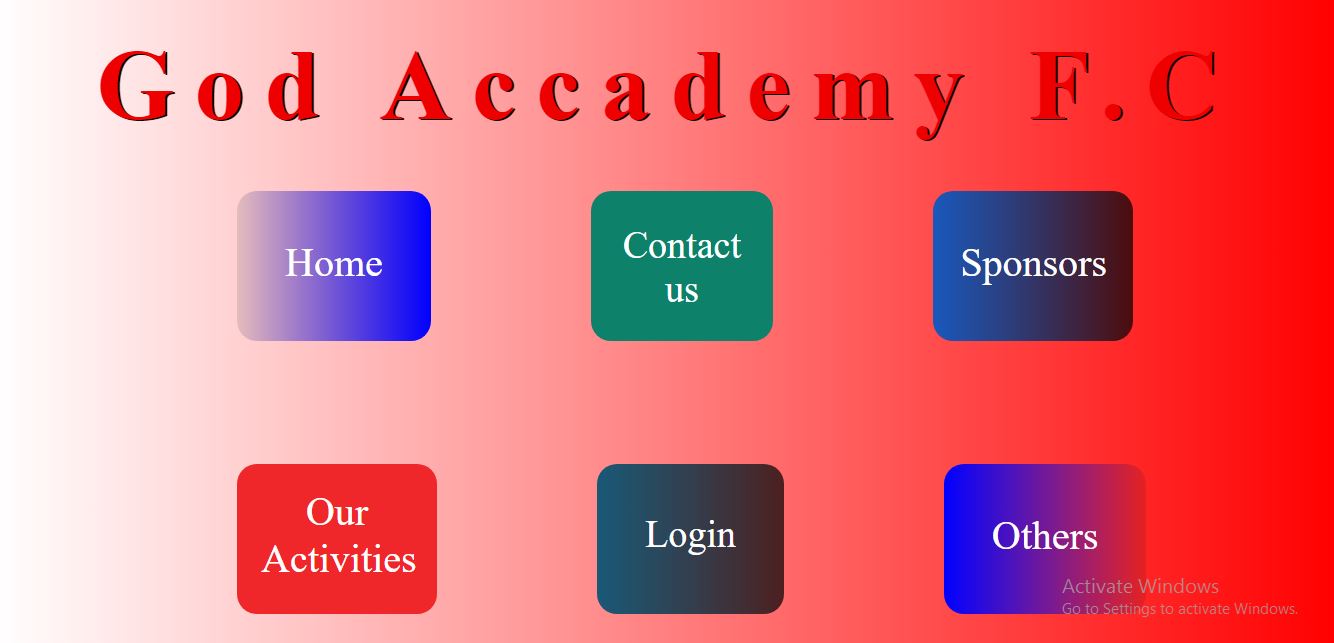 God Accademy F.C
Home
Contact
us
Sponsors
Our
Activities
Login
Others
Activate Windows
Go to Settings to activate Windows.